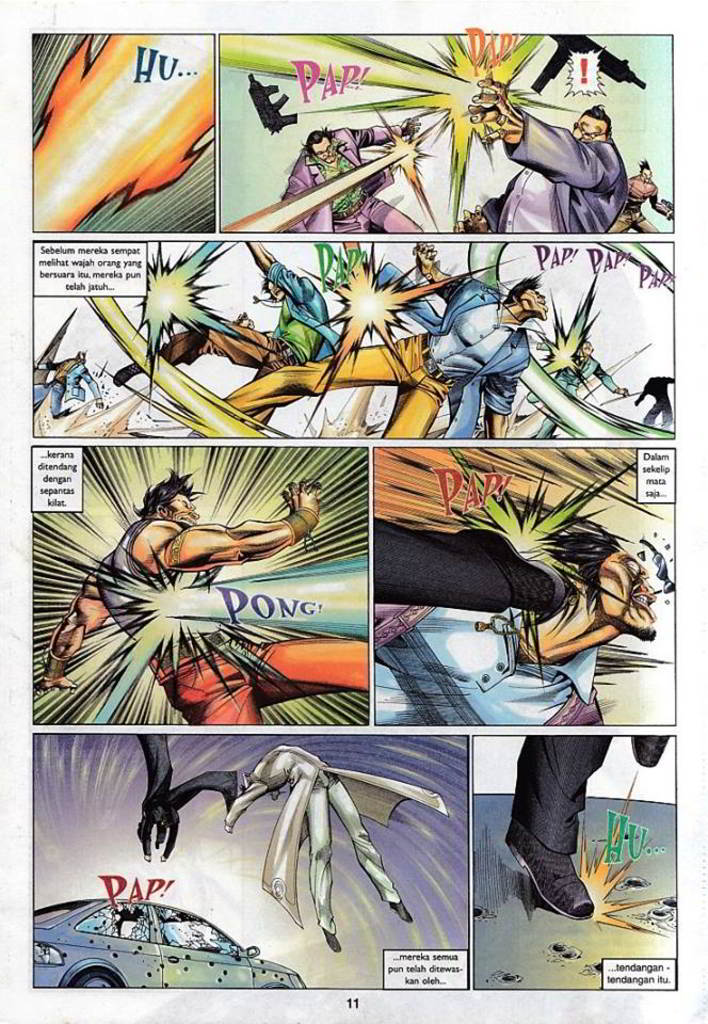 HU...
PAP!
PAP!
!
Sebelum mereka sempat
melihat wajah orang yang
bersuara itu, mereka pun
telah jatuh...
PAP!
PAP! PAP! PAP!
...kerana
ditendang
dengan
sepantas
kilat.
PONG!
PAP!
Dalam
sekelip
mata
saja...
PAP!
...mereka semua
pun telah ditewas-
kan oleh...
HU...
...tendangan -
tendangan itu.
11